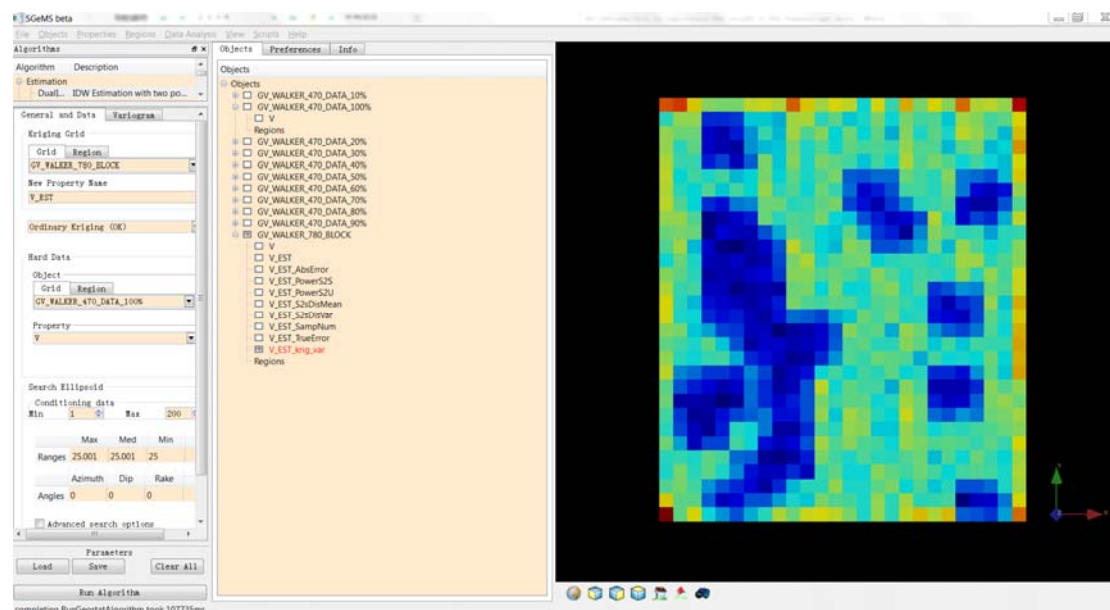 SGeMS beta
File Objects Properties Regions Data Analysis View Scripts Help
Algorithms
Algorithm Description
Estimation
DualI... IDW Estimation with two po...
General and Data Variogram
Kriging Grid
Grid Region
GV_WALKER_780_BLOCK
New Property Name
V_EST
Ordinary Kriging (OK)
Hard Data
Object
Grid Region
GV_WALKER_470_DATA_100%
Property
V
Search Ellipsoid
Conditioning data
Min 1 Max 200
Max Med Min
Ranges 25.001 25.001 25
Azimuth Dip Rake
Angles 0 0 0
Advanced search options
Parameters
Load Save Clear All
Run Algorithm
completing RunGeostatAlgorithm took 107735ms
Objects Preferences Info
Objects
Objects
GV_WALKER_470_DATA_10%
GV_WALKER_470_DATA_100%
V
Regions
GV_WALKER_470_DATA_20%
GV_WALKER_470_DATA_30%
GV_WALKER_470_DATA_40%
GV_WALKER_470_DATA_50%
GV_WALKER_470_DATA_60%
GV_WALKER_470_DATA_70%
GV_WALKER_470_DATA_80%
GV_WALKER_470_DATA_90%
GV_WALKER_780_BLOCK
V
V_EST
V_EST_AbsError
V_EST_PowerS2S
V_EST_PowerS2U
V_EST_S2sDisMean
V_EST_S2sDisVar
V_EST_SampNum
V_EST_TrueError
V_EST_krig_var
Regions